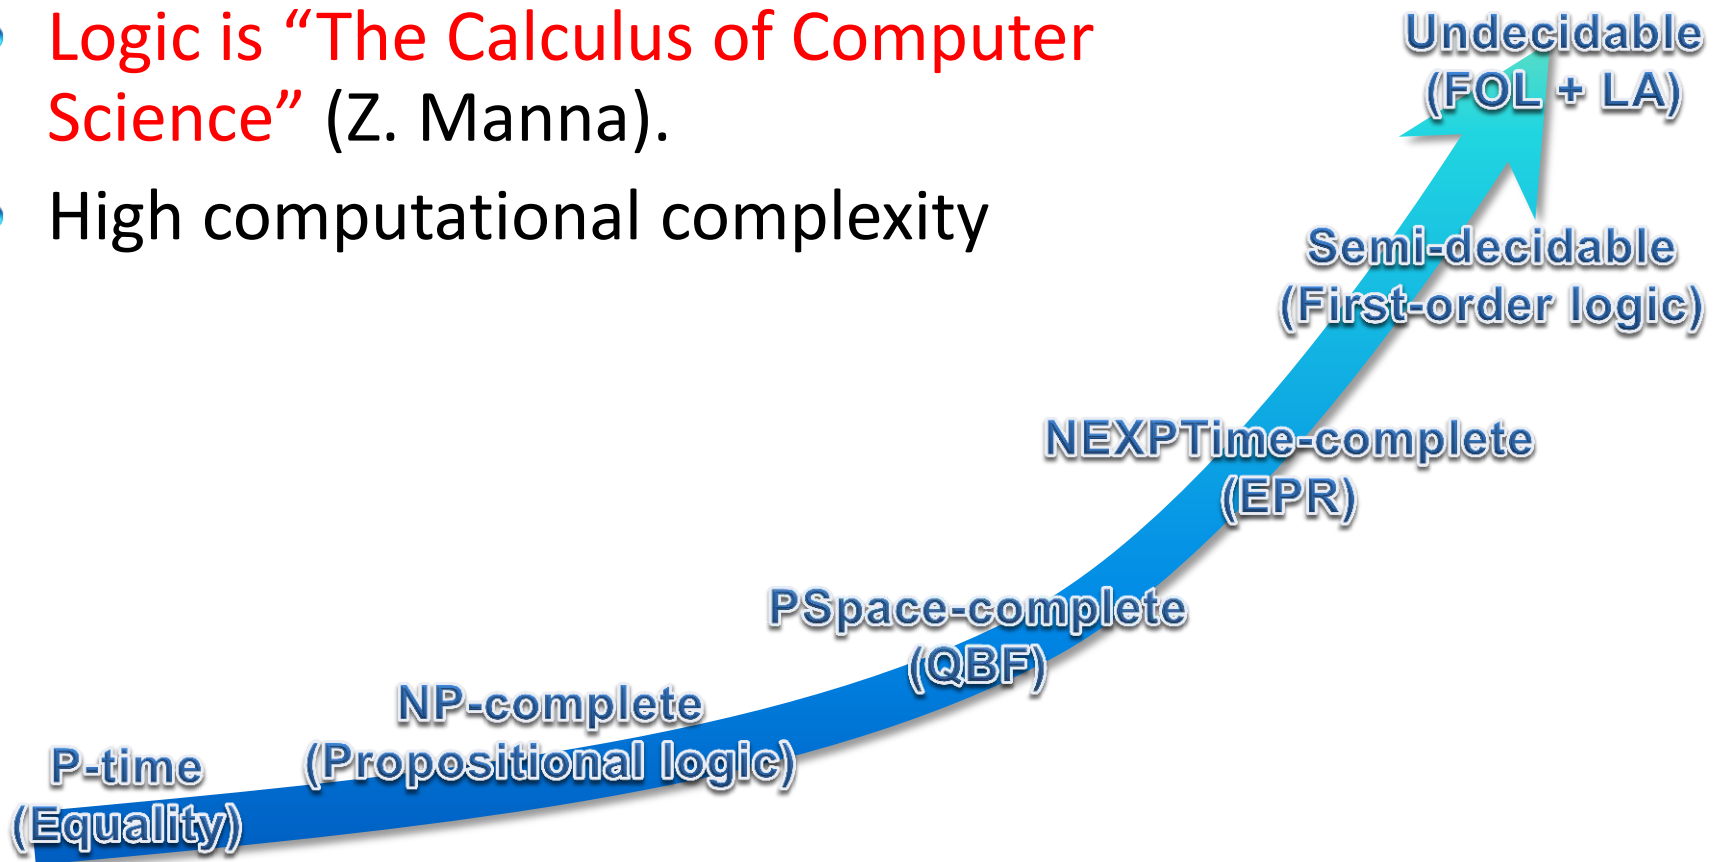 • Logic is “The Calculus of Computer
Science” (Z. Manna).
• High computational complexity
Undecidable
(FOL + LA)
Semi-decidable
(First-order logic)
NEXPTime-complete
(EPR)
PSpace-complete
(QBF)
NP-complete
(Propositional logic)
P-time
(Equality)